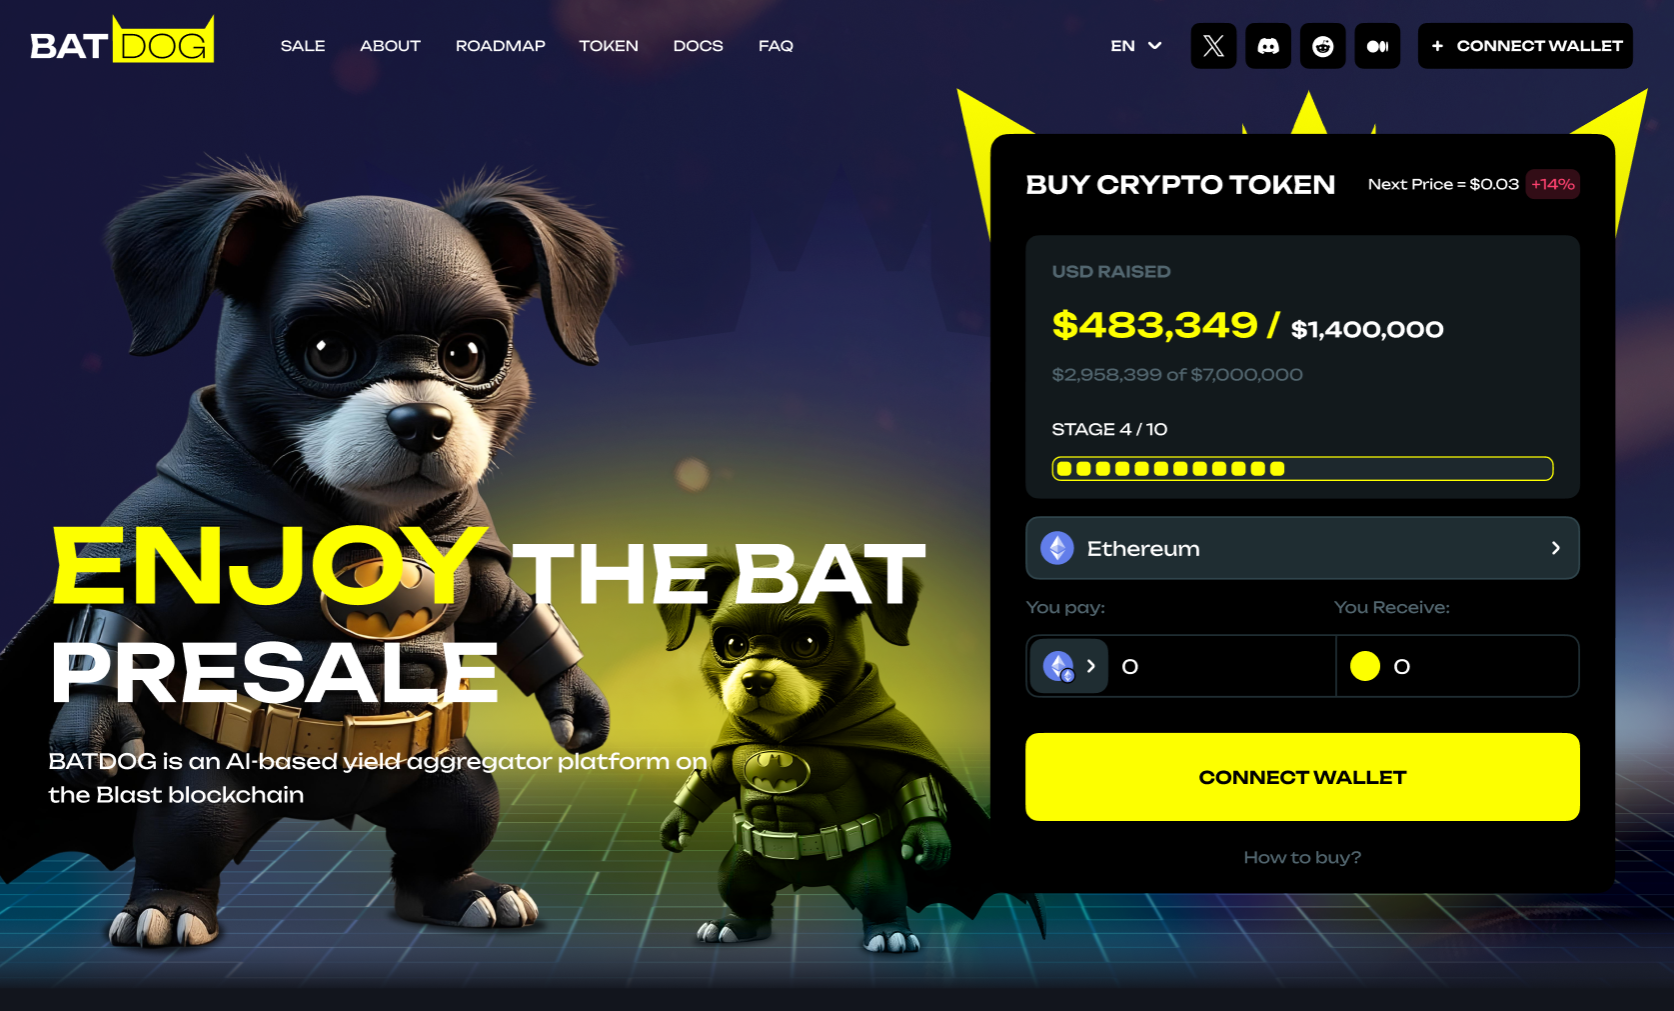 BATDOG
SALE ABOUT ROADMAP TOKEN DOCS FAQ
EN
+ CONNECT WALLET
ENJOY THE BAT
PRESALE
BATDOG is an AI-based yield aggregator platform on
the Blast blockchain
BUY CRYPTO TOKEN
Next Price = $0.03 +14%
USD RAISED
$483,349 / $1,400,000
$2,958,399 of $7,000,000
STAGE 4 / 10
Ethereum
You pay: You Receive:
0 0
CONNECT WALLET
How to buy?